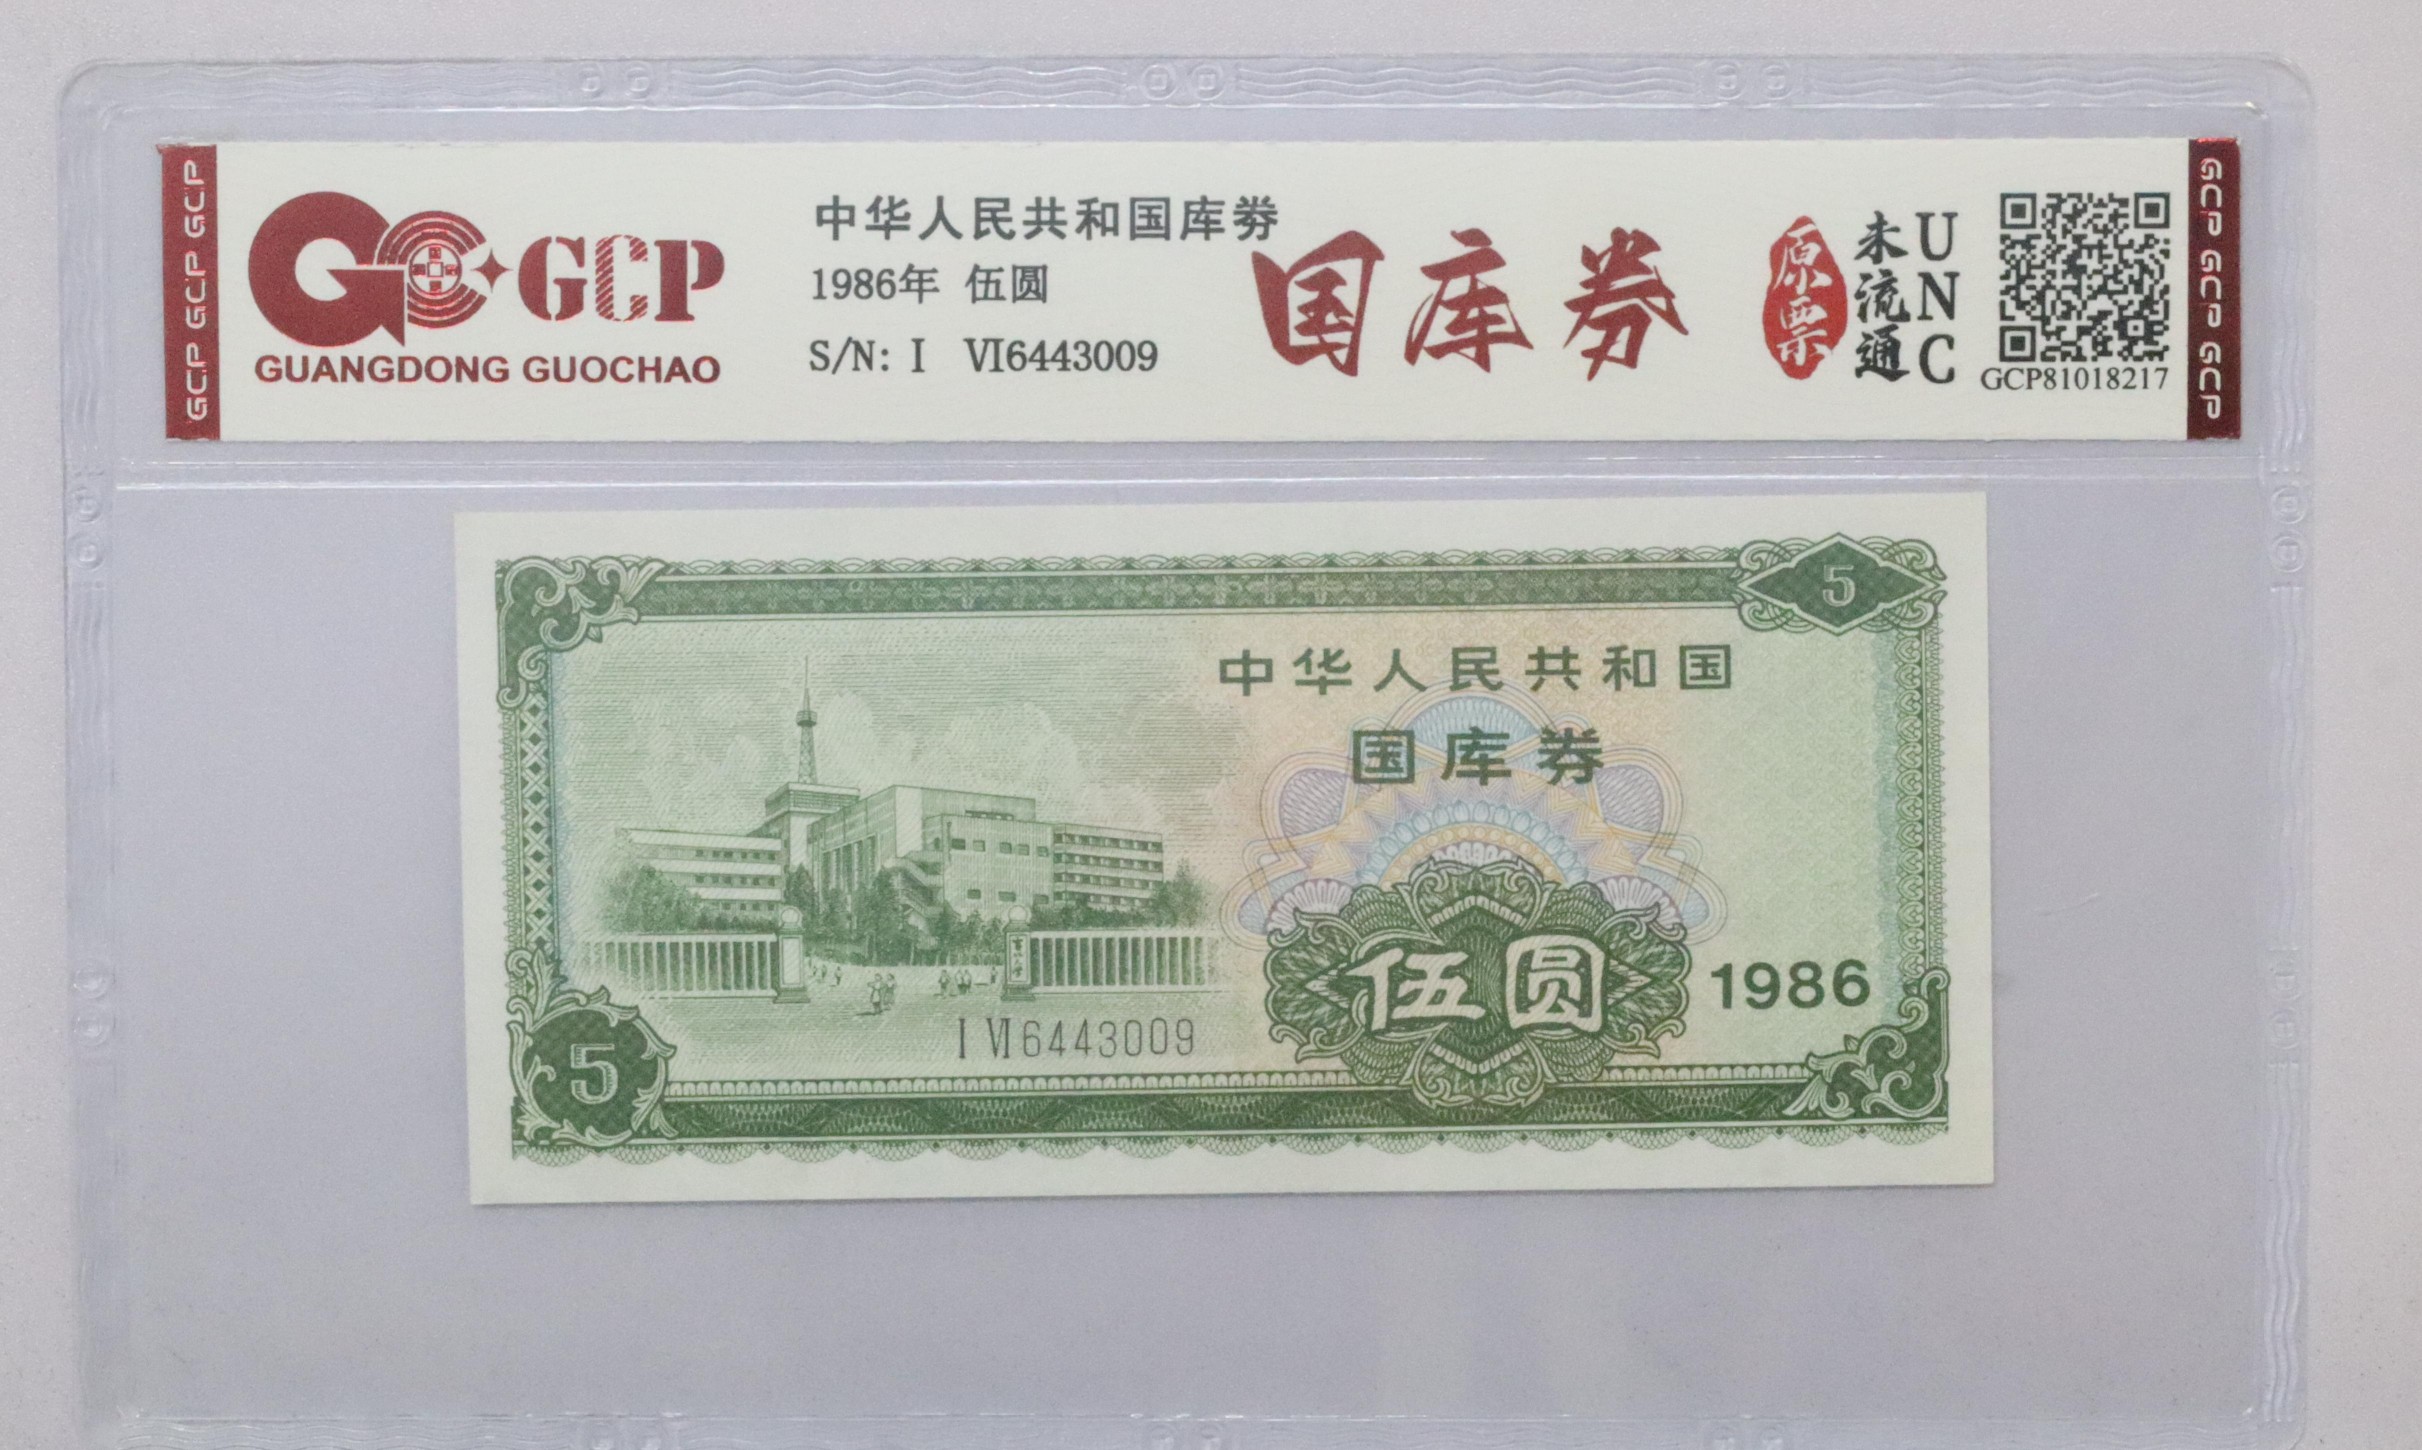 GCP GCP GCP
GCP
GUANGDONG GUOCHAO
中华人民共和国库券
1986年 伍圆
S/N: I VI6443009
国库券
原票
未流通
UNC
GCP81018217
GCP GCP GCP
5
中华人民共和国
国库券
伍圆
1986
I VI 6443009
5